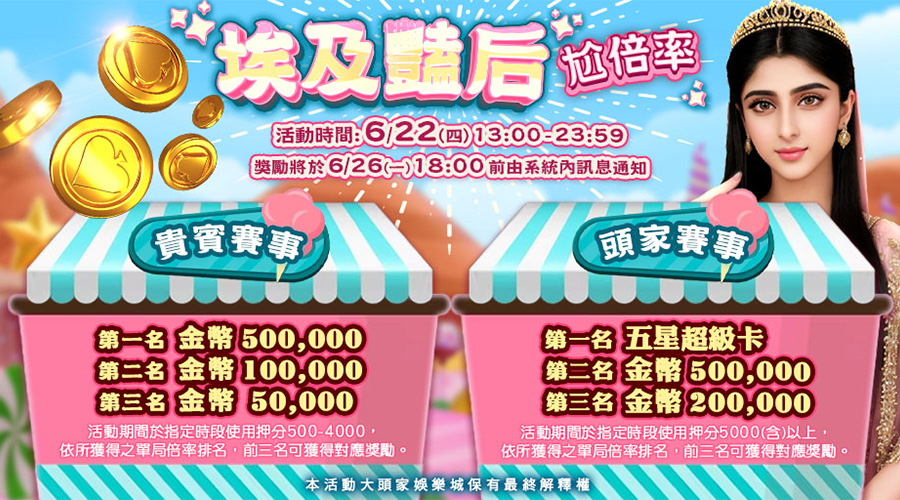 埃及豔后 尬倍率
活動時間: 6/22(四) 13:00-23:59
獎勵將於 6/26(一) 18:00 前由系統內訊息通知
貴賓賽事
第一名 金幣 500,000
第二名 金幣 100,000
第三名 金幣 50,000
活動期間於指定時段使用押分500-4000，
依所獲得之單局倍率排名，前三名可獲得對應獎勵。
頭家賽事
第一名 五星超級卡
第二名 金幣 500,000
第三名 金幣 200,000
活動期間於指定時段使用押分5000(含)以上，
依所獲得之單局倍率排名，前三名可獲得對應獎勵。
本活動大頭家娛樂城保有最終解釋權